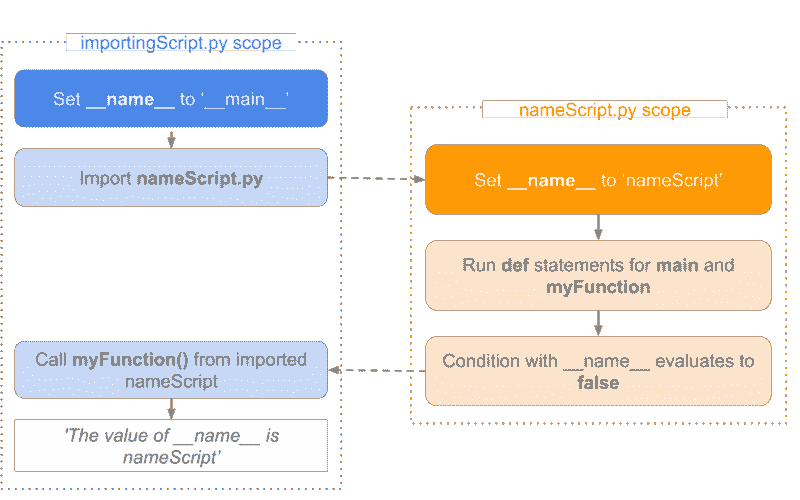 importingScript.py scope
Set __name__ to ‘__main__’
Import nameScript.py
Call myFunction() from imported
nameScript
'The value of __name__ is
nameScript’
nameScript.py scope
Set __name__ to ‘nameScript’
Run def statements for main and
myFunction
Condition with __name__ evaluates to
false